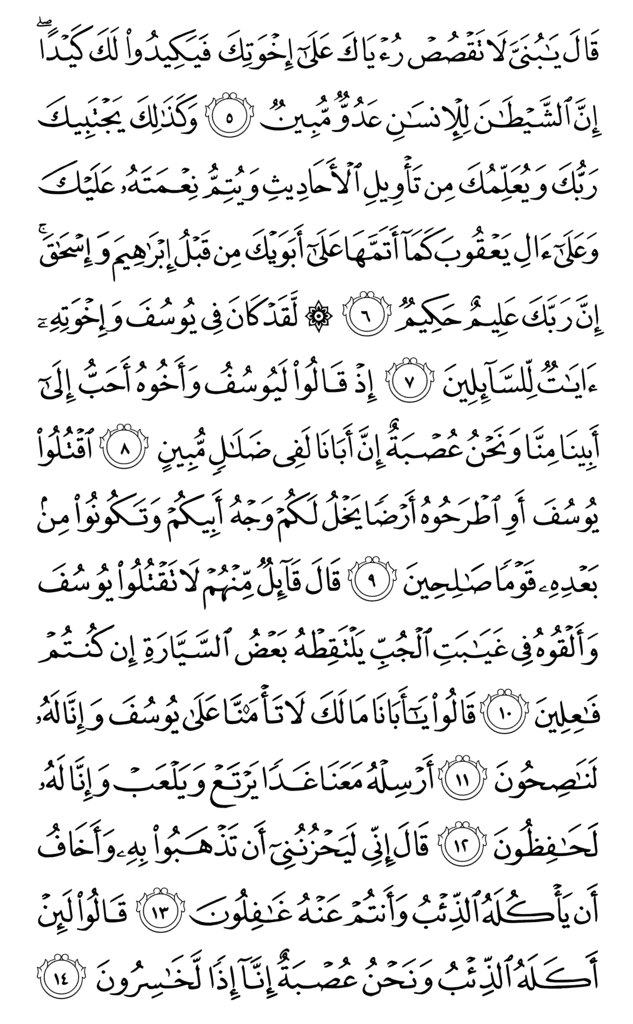 قَالَ يَـٰبُنَىَّ لَا تَقۡصُصۡ رُءۡيَاكَ عَلَىٰٓ إِخۡوَتِكَ فَيَكِيدُواْ لَكَ كَيۡدًاۖ
إِنَّ ٱلشَّيۡطَـٰنَ لِلۡإِنسَـٰنِ عَدُوࣱّ مُّبِينࣱ ٥ وَكَذَٰلِكَ يَجۡتَبِيكَ
رَبُّكَ وَيُعَلِّمُكَ مِن تَأۡوِيلِ ٱلۡأَحَادِيثِ وَيُتِمُّ نِعۡمَتَهُۥ عَلَيۡكَ
وَعَلَىٰٓ ءَالِ يَعۡقُوبَ كَمَآ أَتَمَّهَا عَلَىٰٓ أَبَوَيۡكَ مِن قَبۡلُ إِبۡرَٰهِيمَ وَإِسۡحَـٰقَۚ
إِنَّ رَبَّكَ عَلِيمٌ حَكِيمࣱ ٦ ۞ لَّقَدۡ كَانَ فِى يُوسُفَ وَإِخۡوَتِهِۦٓ
ءَايَـٰتࣱ لِّلسَّآئِلِينَ ٧ إِذۡ قَالُواْ لَيُوسُفُ وَأَخُوهُ أَحَبُّ إِلَىٰٓ
أَبِينَا مِنَّا وَنَحۡنُ عُصۡبَةٌ إِنَّ أَبَانَا لَفِى ضَلَـٰلࣲ مُّبِينٍ ٨ ٱقۡتُلُواْ
يُوسُفَ أَوِ ٱطۡرَحُوهُ أَرۡضࣰا يَخۡلُ لَكُمۡ وَجۡهُ أَبِيكُمۡ وَتَكُونُواْ مِنۢ
بَعۡدِهِۦ قَوۡمࣰا صَـٰلِحِينَ ٩ قَالَ قَآئِلࣱ مِّنۡهُمۡ لَا تَقۡتُلُواْ يُوسُفَ
وَأَلۡقُوهُ فِى غَيَـٰبَتِ ٱلۡجُبِّ يَلۡتَقِطۡهُ بَعۡضُ ٱلسَّيَّارَةِ إِن كُنتُمۡ
فَـٰعِلِينَ ١٠ قَالُواْ يَـٰٓأَبَانَا مَا لَكَ لَا تَأۡمَ۬نَّا عَلَىٰ يُوسُفَ وَإِنَّا لَهُۥ
لَنَـٰصِحُونَ ١١ أَرۡسِلۡهُ مَعَنَا غَدࣰا يَرۡتَعۡ وَيَلۡعَبۡ وَإِنَّا لَهُۥ
لَحَـٰفِظُونَ ١٢ قَالَ إِنِّى لَيَحۡزُنُنِىٓ أَن تَذۡهَبُواْ بِهِۦ وَأَخَافُ
أَن يَأۡكُلَهُ ٱلذِّئۡبُ وَأَنتُمۡ عَنۡهُ غَـٰفِلُونَ ١٣ قَالُواْ لَئِنۡ
أَكَلَهُ ٱلذِّئۡبُ وَنَحۡنُ عُصۡبَةٌ إِنَّآ إِذࣰا لَّخَـٰسِرُونَ ١٤